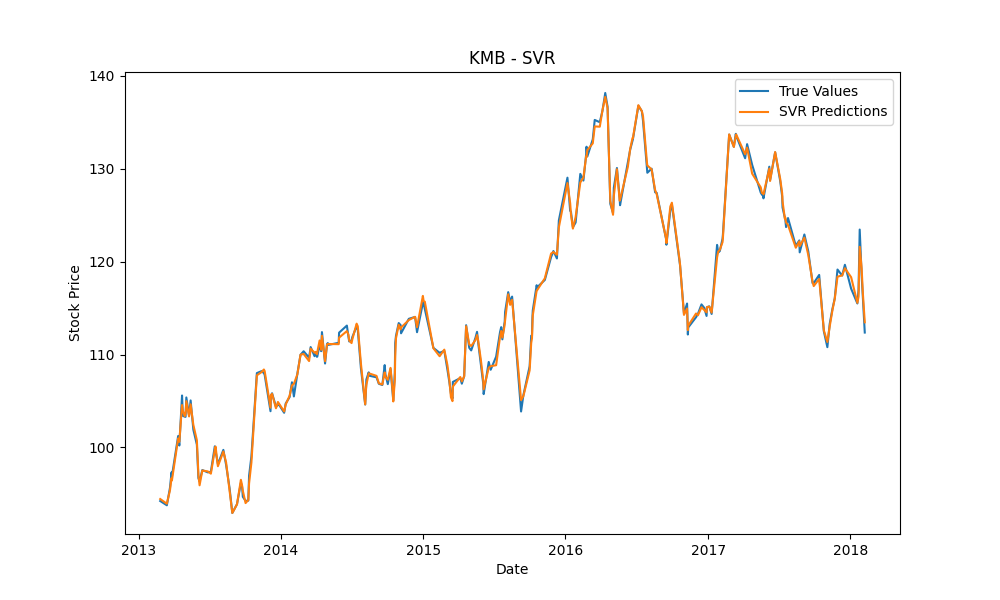 KMB - SVR
True Values
SVR Predictions
140
130
120
110
100
Stock Price
2013
2014
2015
2016
2017
2018
Date